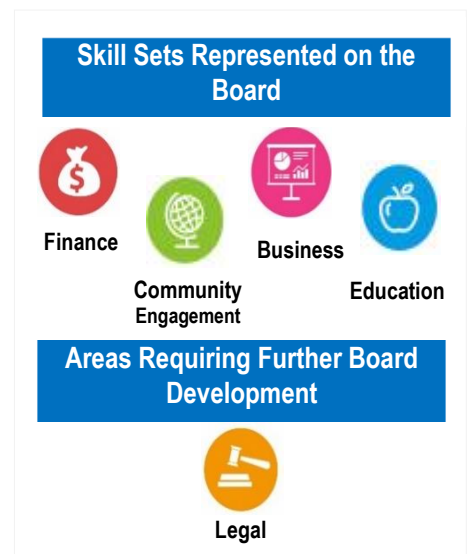 Skill Sets Represented on the
Board
$
Finance
Community
Engagement
Business
Education
Areas Requiring Further Board
Development
Legal